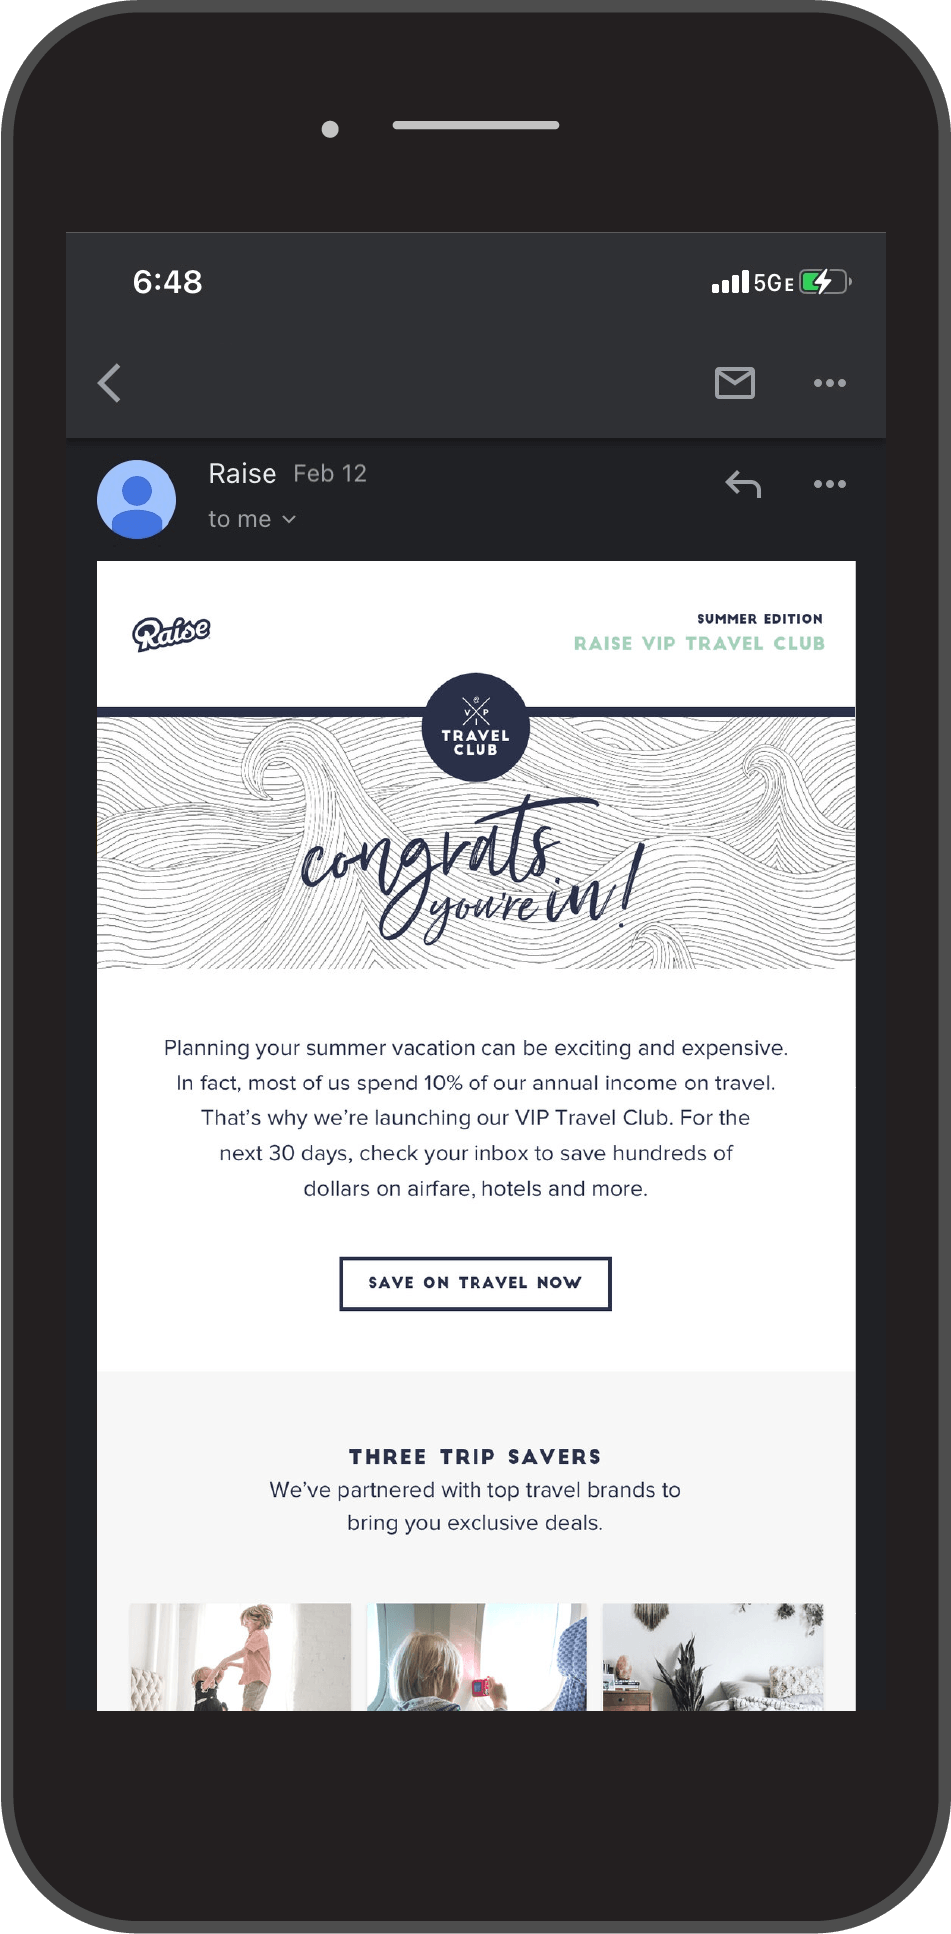 6:48
5GE
Raise Feb 12
to me
Raise
SUMMER EDITION
RAISE VIP TRAVEL CLUB
V P
I
TRAVEL
CLUB
congrats
you're in!
Planning your summer vacation can be exciting and expensive.
In fact, most of us spend 10% of our annual income on travel.
That's why we're launching our VIP Travel Club. For the
next 30 days, check your inbox to save hundreds of
dollars on airfare, hotels and more.
SAVE ON TRAVEL NOW
THREE TRIP SAVERS
We've partnered with top travel brands to
bring you exclusive deals.